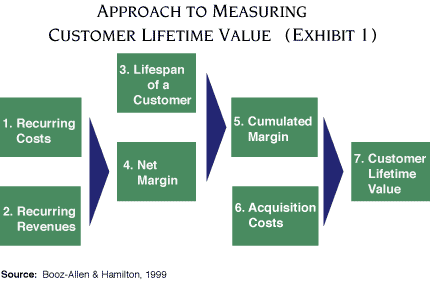 APPROACH TO MEASURING
CUSTOMER LIFETIME VALUE (EXHIBIT 1)
1. Recurring
Costs
2. Recurring
Revenues
3. Lifespan
of a
Customer
4. Net
Margin
5. Cumulated
Margin
6. Acquisition
Costs
7. Customer
Lifetime
Value
Source: Booz-Allen & Hamilton, 1999